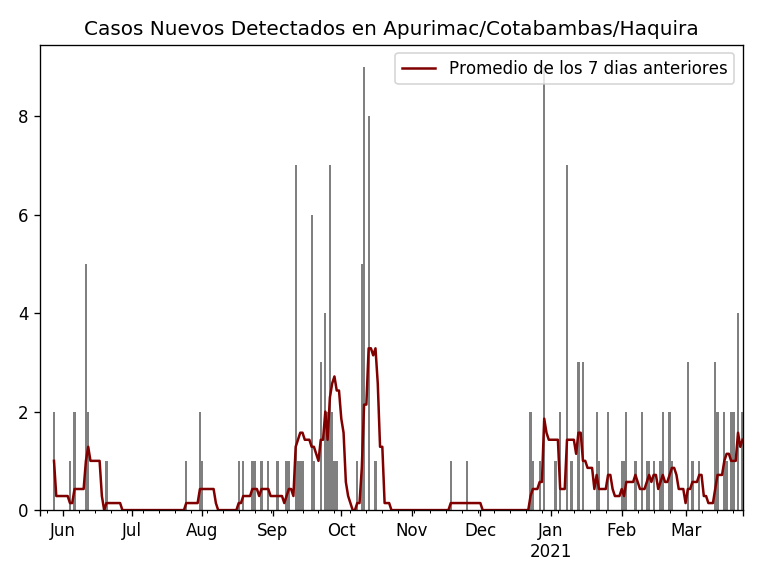 Casos Nuevos Detectados en Apurimac/Cotabambas/Haquira
Promedio de los 7 dias anteriores
8
6
4
2
0
Jun Jul Aug Sep Oct Nov Dec Jan Feb Mar
2021